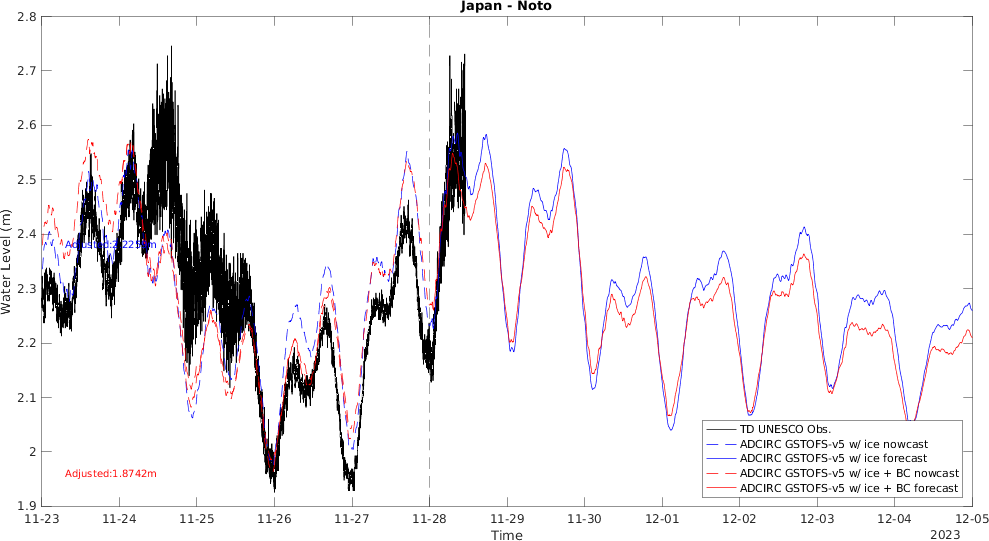 Japan - Noto
Water Level (m)
2.8
2.7
2.6
2.5
2.4
2.3
2.2
2.1
2
1.9
Adjusted:1.8742m
11-23
11-24
11-25
11-26
11-27
11-28
11-29
11-30
12-01
12-02
12-03
12-04
12-05
Time
2023
TD UNESCO Obs.
ADCIRC GSTOFS-v5 w/ ice nowcast
ADCIRC GSTOFS-v5 w/ ice forecast
ADCIRC GSTOFS-v5 w/ ice + BC nowcast
ADCIRC GSTOFS-v5 w/ ice + BC forecast